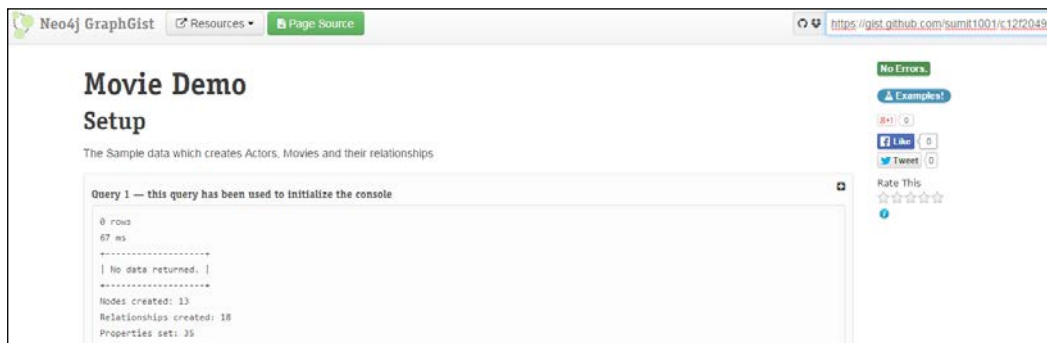 Neo4j GraphGist Resources Page Source https://gist.github.com/sumit1001/c12f2049
Movie Demo
Setup
The Sample data which creates Actors, Movies and their relationships
No Errors.
Examples!
g+1 0
Like 0
Tweet 0
Rate This
Query 1 — this query has been used to initialize the console
0 rows
67 ms
+-------------------+
| No data returned. |
+-------------------+
Nodes created: 13
Relationships created: 18
Properties set: 35